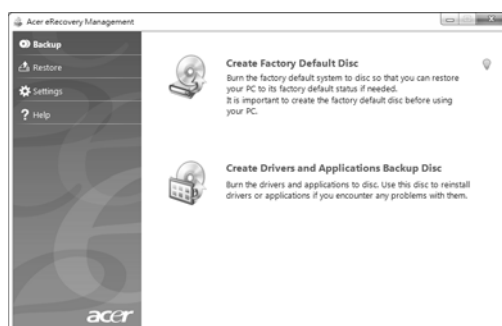 Acer eRecovery Management
Backup
Restore
Settings
Help
Create Factory Default Disc
Burn the factory default system to disc so that you can restore
your PC to its factory default status if needed.
It is important to create the factory default disc before using
your PC.
Create Drivers and Applications Backup Disc
Burn the drivers and applications to disc. Use this disc to reinstall
drivers or applications if you encounter any problems with them.
acer